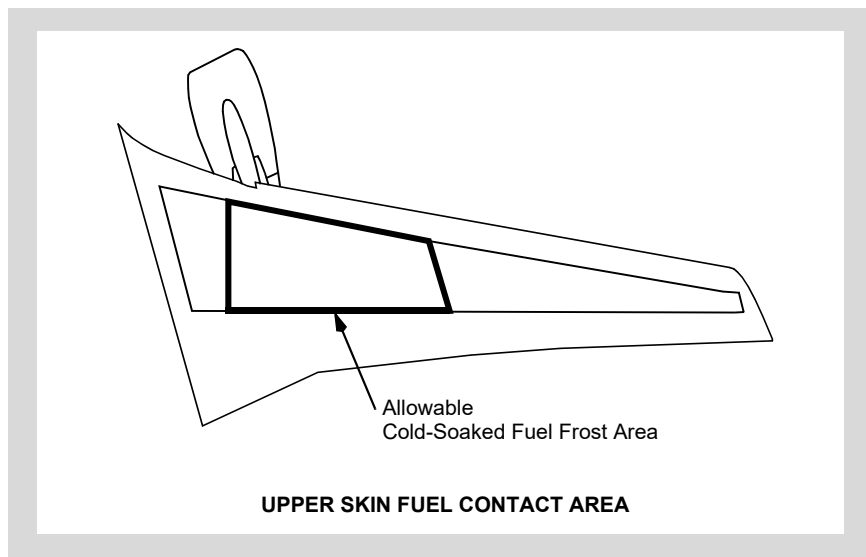 Allowable
Cold-Soaked Fuel Frost Area
UPPER SKIN FUEL CONTACT AREA